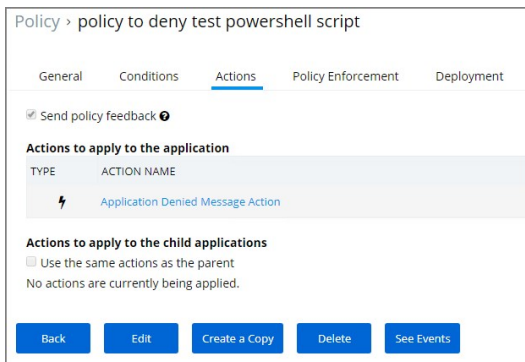 Policy › policy to deny test powershell script
General Conditions Actions Policy Enforcement Deployment
Send policy feedback ?
Actions to apply to the application
TYPE ACTION NAME
Application Denied Message Action
Actions to apply to the child applications
Use the same actions as the parent
No actions are currently being applied.
Back Edit Create a Copy Delete See Events